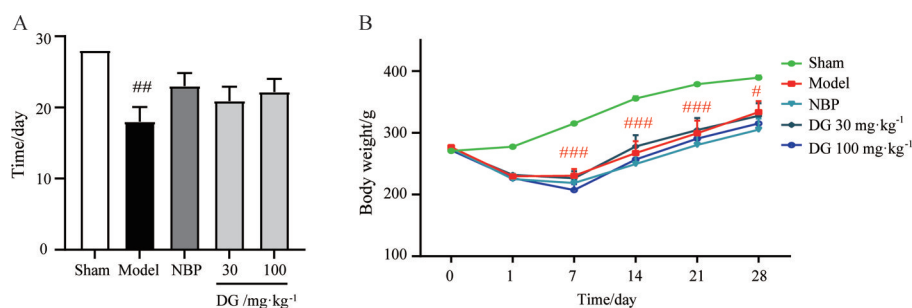 A
30
20
10
0
Time/day
##
Sham Model NBP 30 100
DG /mg·kg⁻¹
B
400
300
200
100
Body weight/g
###
###
###
#
0 1 7 14 21 28
Time/day
Sham
Model
NBP
DG 30 mg·kg⁻¹
DG 100 mg·kg⁻¹